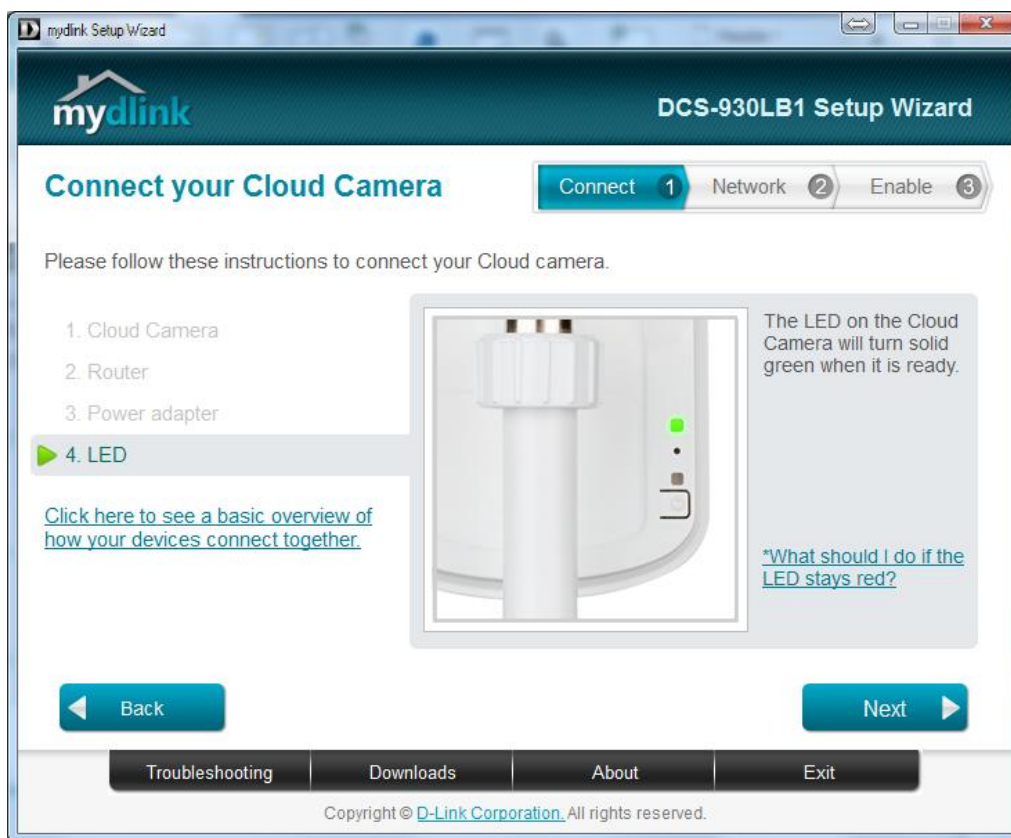 mydlink Setup Wizard
mydlink
DCS-930LB1 Setup Wizard
Connect your Cloud Camera
Connect 1 Network 2 Enable 3
Please follow these instructions to connect your Cloud camera.
1. Cloud Camera
2. Router
3. Power adapter
4. LED
Click here to see a basic overview of
how your devices connect together.
The LED on the Cloud
Camera will turn solid
green when it is ready.
*What should I do if the
LED stays red?
Back
Next
Troubleshooting Downloads About Exit
Copyright © D-Link Corporation. All rights reserved.